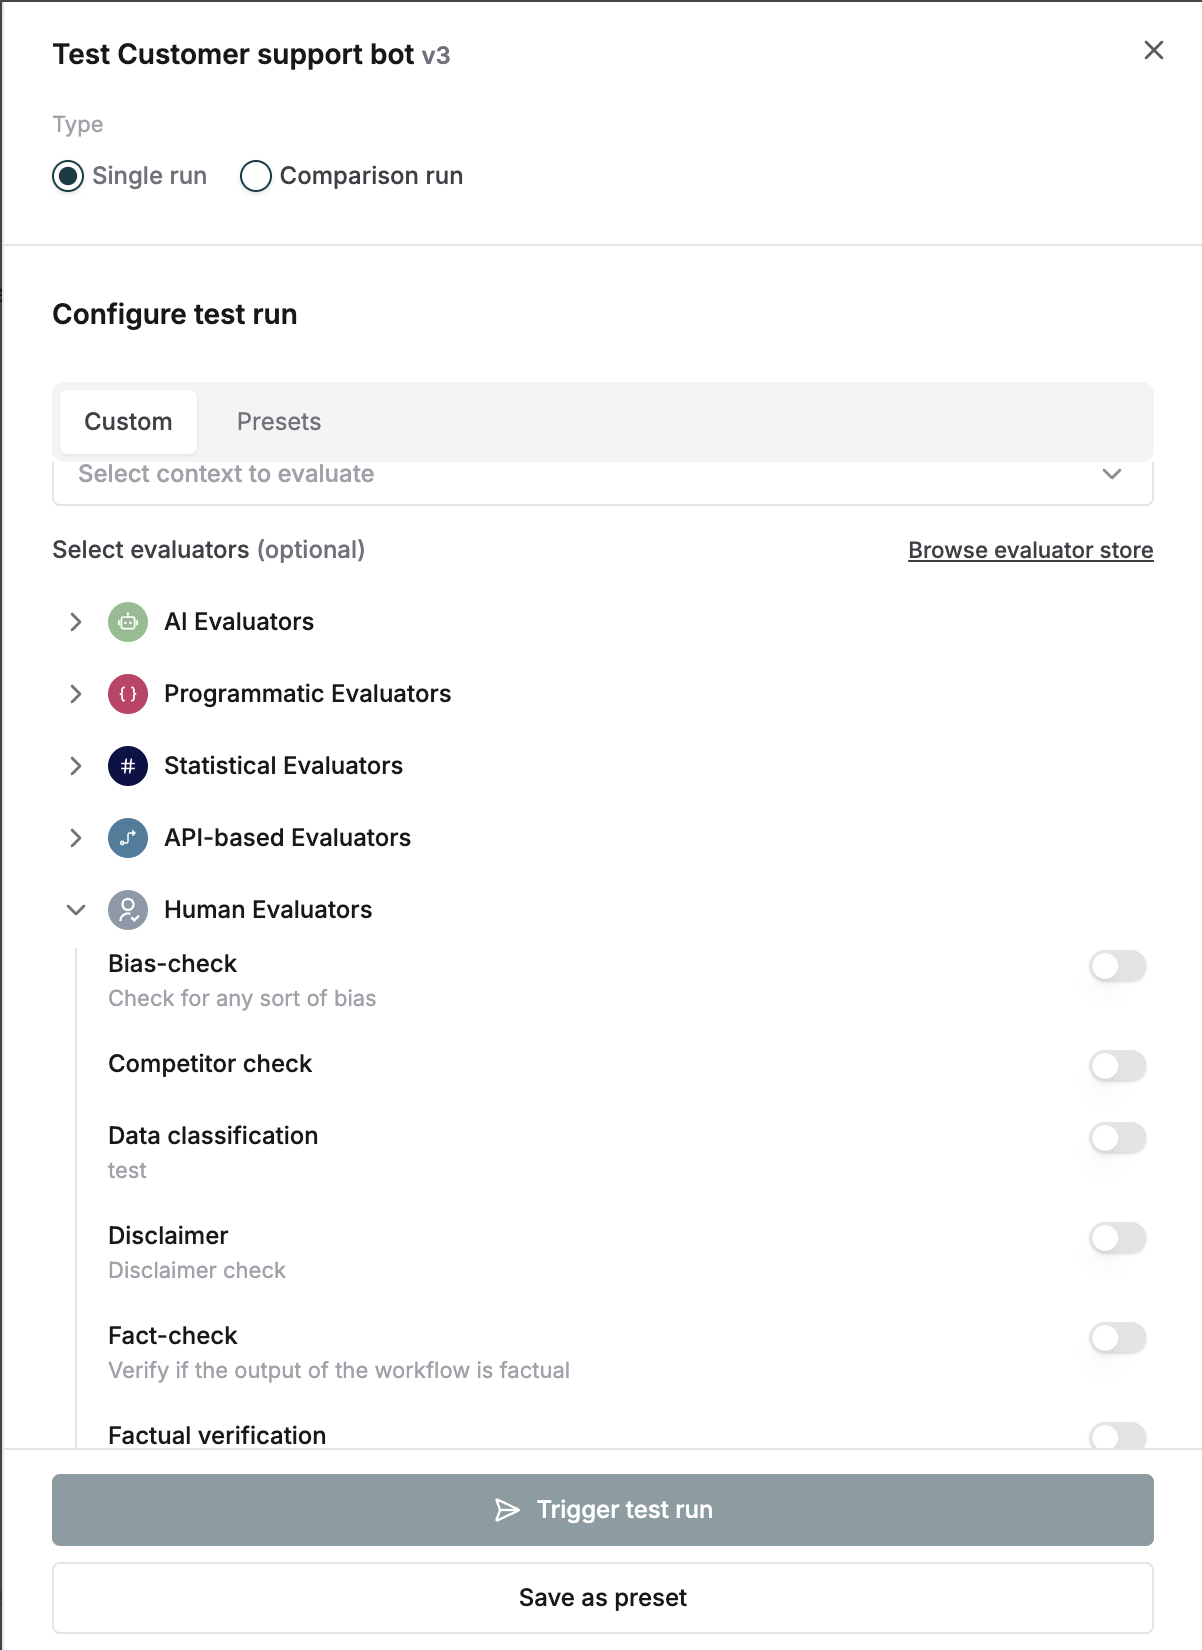 Test Customer support bot v3
Type
Single run
Comparison run
Configure test run
Custom
Presets
Select context to evaluate
Select evaluators (optional)
Browse evaluator store
AI Evaluators
{ } Programmatic Evaluators
# Statistical Evaluators
API-based Evaluators
Human Evaluators
Bias-check
Check for any sort of bias
Competitor check
Data classification
test
Disclaimer
Disclaimer check
Fact-check
Verify if the output of the workflow is factual
Factual verification
Trigger test run
Save as preset